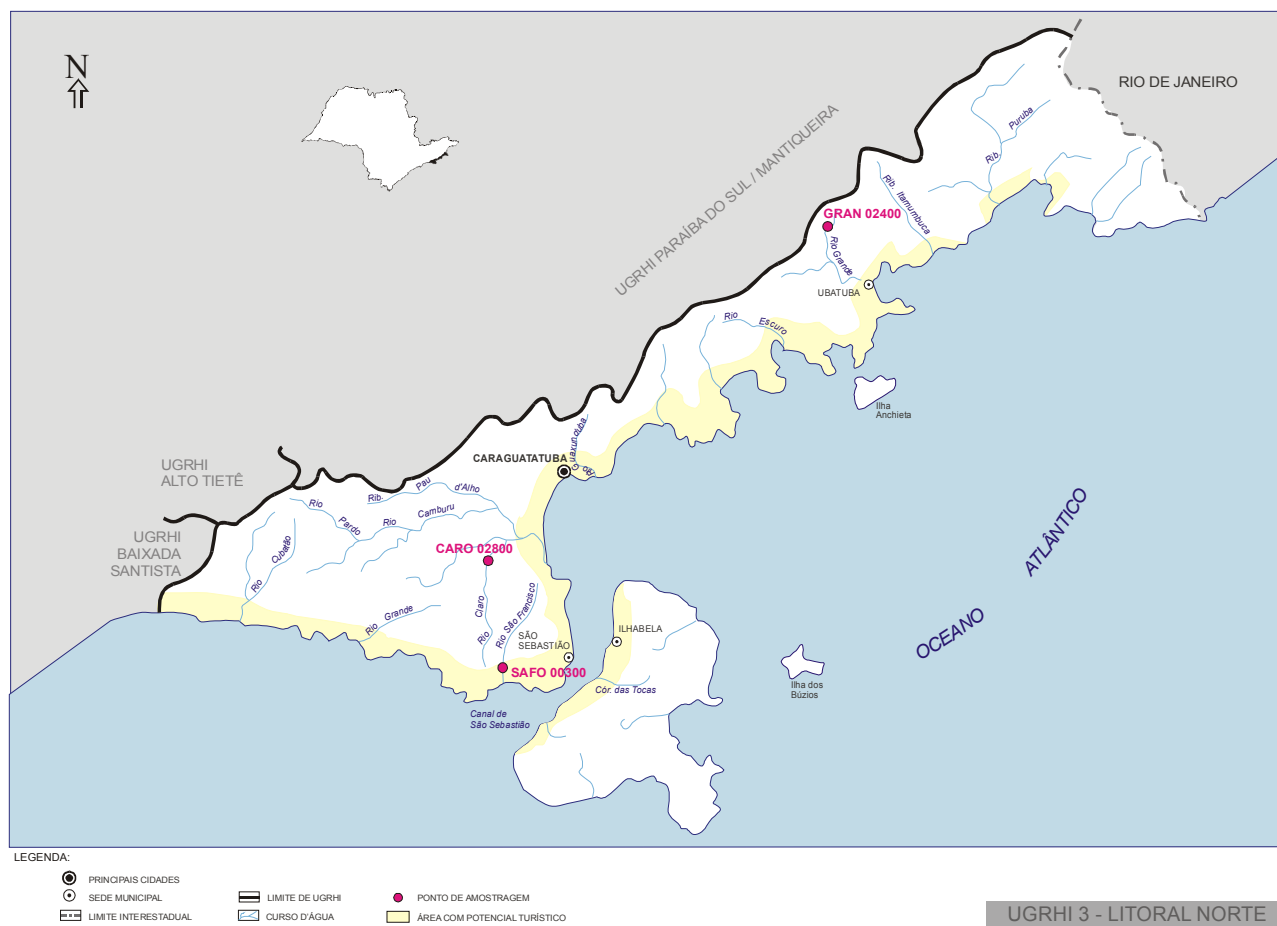 N
RIO DE JANEIRO
UGRHI PARAÍBA DO SUL / MANTIQUEIRA
Rib. Puruba
Rib. Itamumbuca
GRAN 02400
Rio Grande
UBATUBA
Rio Escuro
Ilha
Anchieta
Rio Guaxunduba
CARAGUATATUBA
UGRHI
ALTO TIETÊ
Rib. Pau d'Alho
Rio Pardo
Rio Camburu
UGRHI
BAIXADA
SANTISTA
Rio Cubatão
CARO 02800
Rio Claro
Rio São Francisco
Rio Grande
SÃO
SEBASTIÃO
ILHABELA
SAFO 00300
Cór. das Tocas
Canal de
São Sebastião
Ilha dos
Búzios
OCEANO ATLÂNTICO
LEGENDA:
PRINCIPAIS CIDADES
SEDE MUNICIPAL
LIMITE INTERESTADUAL
LIMITE DE UGRHI
CURSO D'ÁGUA
PONTO DE AMOSTRAGEM
ÁREA COM POTENCIAL TURÍSTICO
UGRHI 3 - LITORAL NORTE